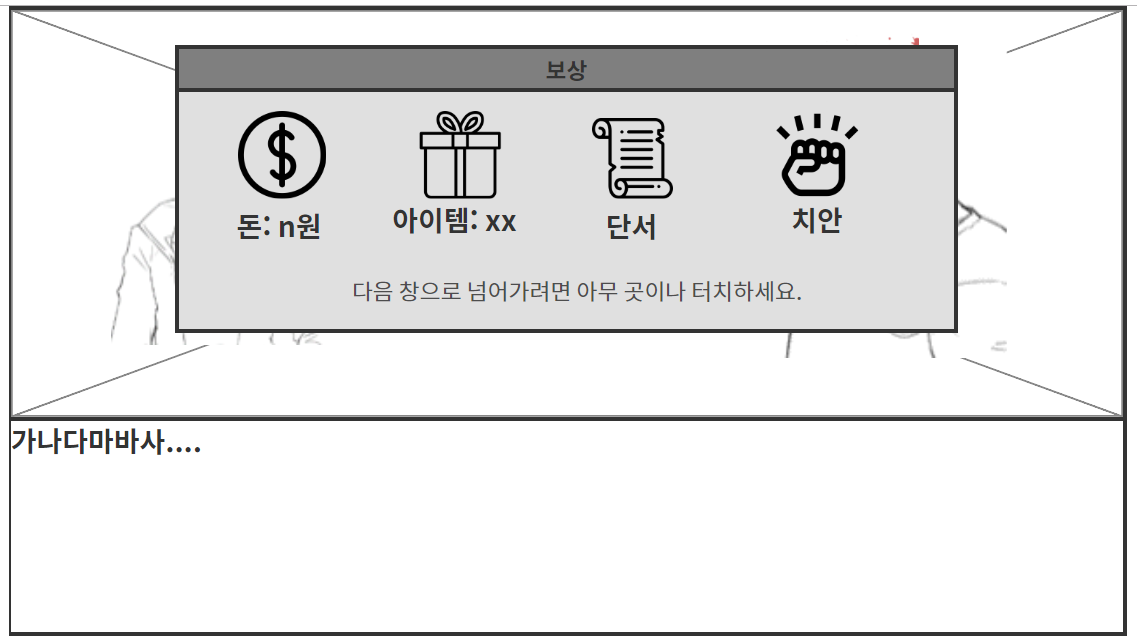 보상
돈: n원
아이템: xx
단서
치안
다음 창으로 넘어가려면 아무 곳이나 터치하세요.
가나다마바사....